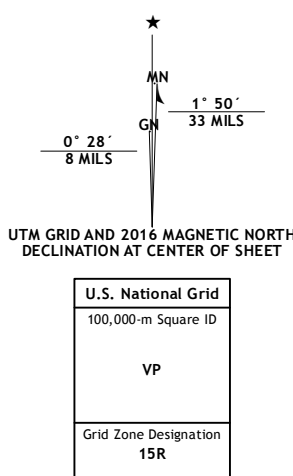 ★
MN
1° 50´
33 MILS
GN
0° 28´
8 MILS
UTM GRID AND 2016 MAGNETIC NORTH
DECLINATION AT CENTER OF SHEET
U.S. National Grid
100,000-m Square ID
VP
Grid Zone Designation
15R